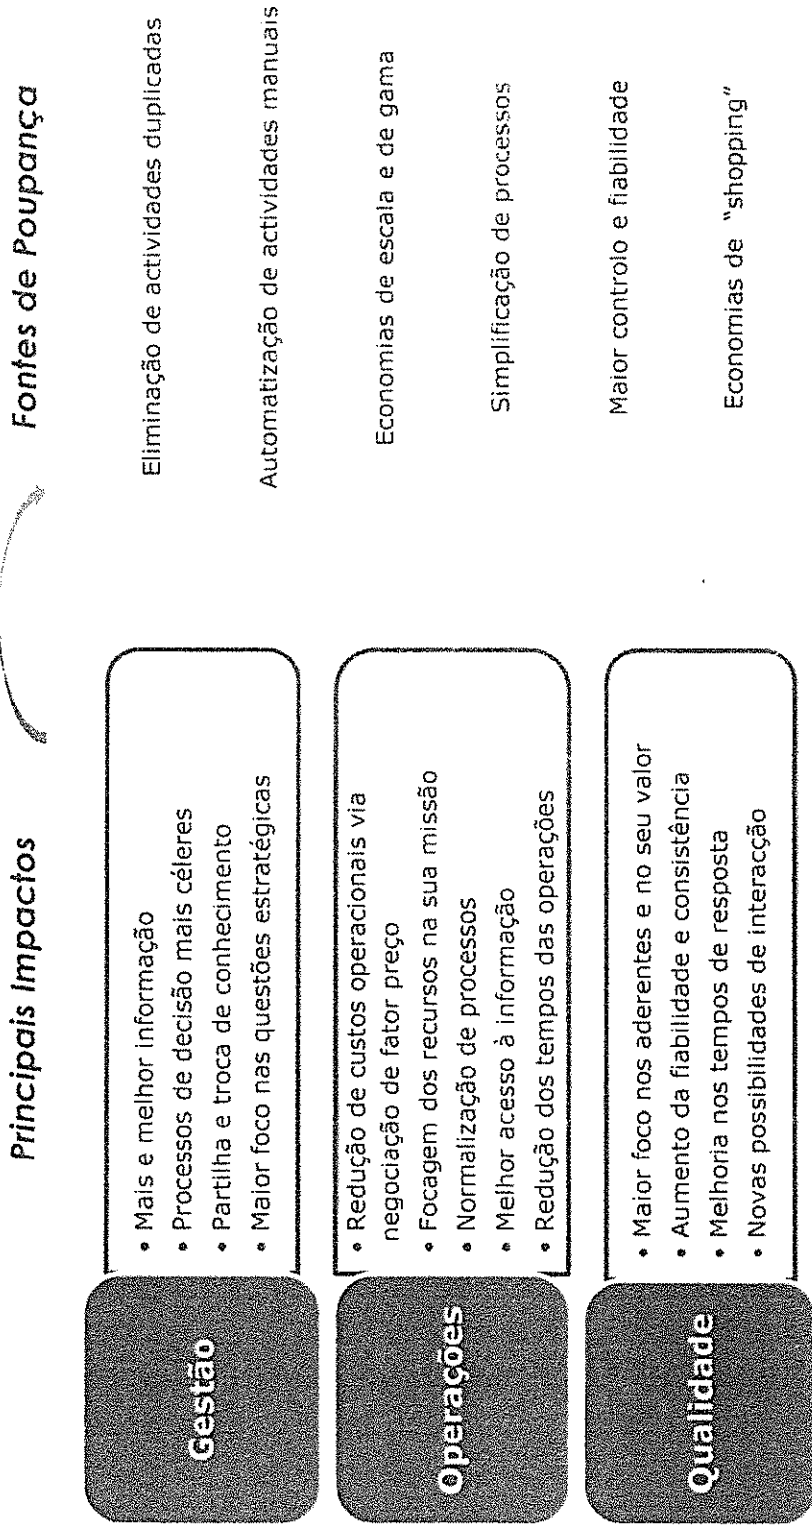 Principais Impactos
Fontes de Poupança
Gestão
• Mais e melhor informação
• Processos de decisão mais céleres
• Partilha e troca de conhecimento
• Maior foco nas questões estratégicas
Operações
• Redução de custos operacionais via
negociação de fator preço
• Focagem dos recursos na sua missão
• Normalização de processos
• Melhor acesso à informação
• Redução dos tempos das operações
Qualidade
• Maior foco nos aderentes e no seu valor
• Aumento da fiabilidade e consistência
• Melhoria nos tempos de resposta
• Novas possibilidades de interacção
Eliminação de actividades duplicadas
Automatização de actividades manuais
Economias de escala e de gama
Simplificação de processos
Maior controlo e fiabilidade
Economias de "shopping"